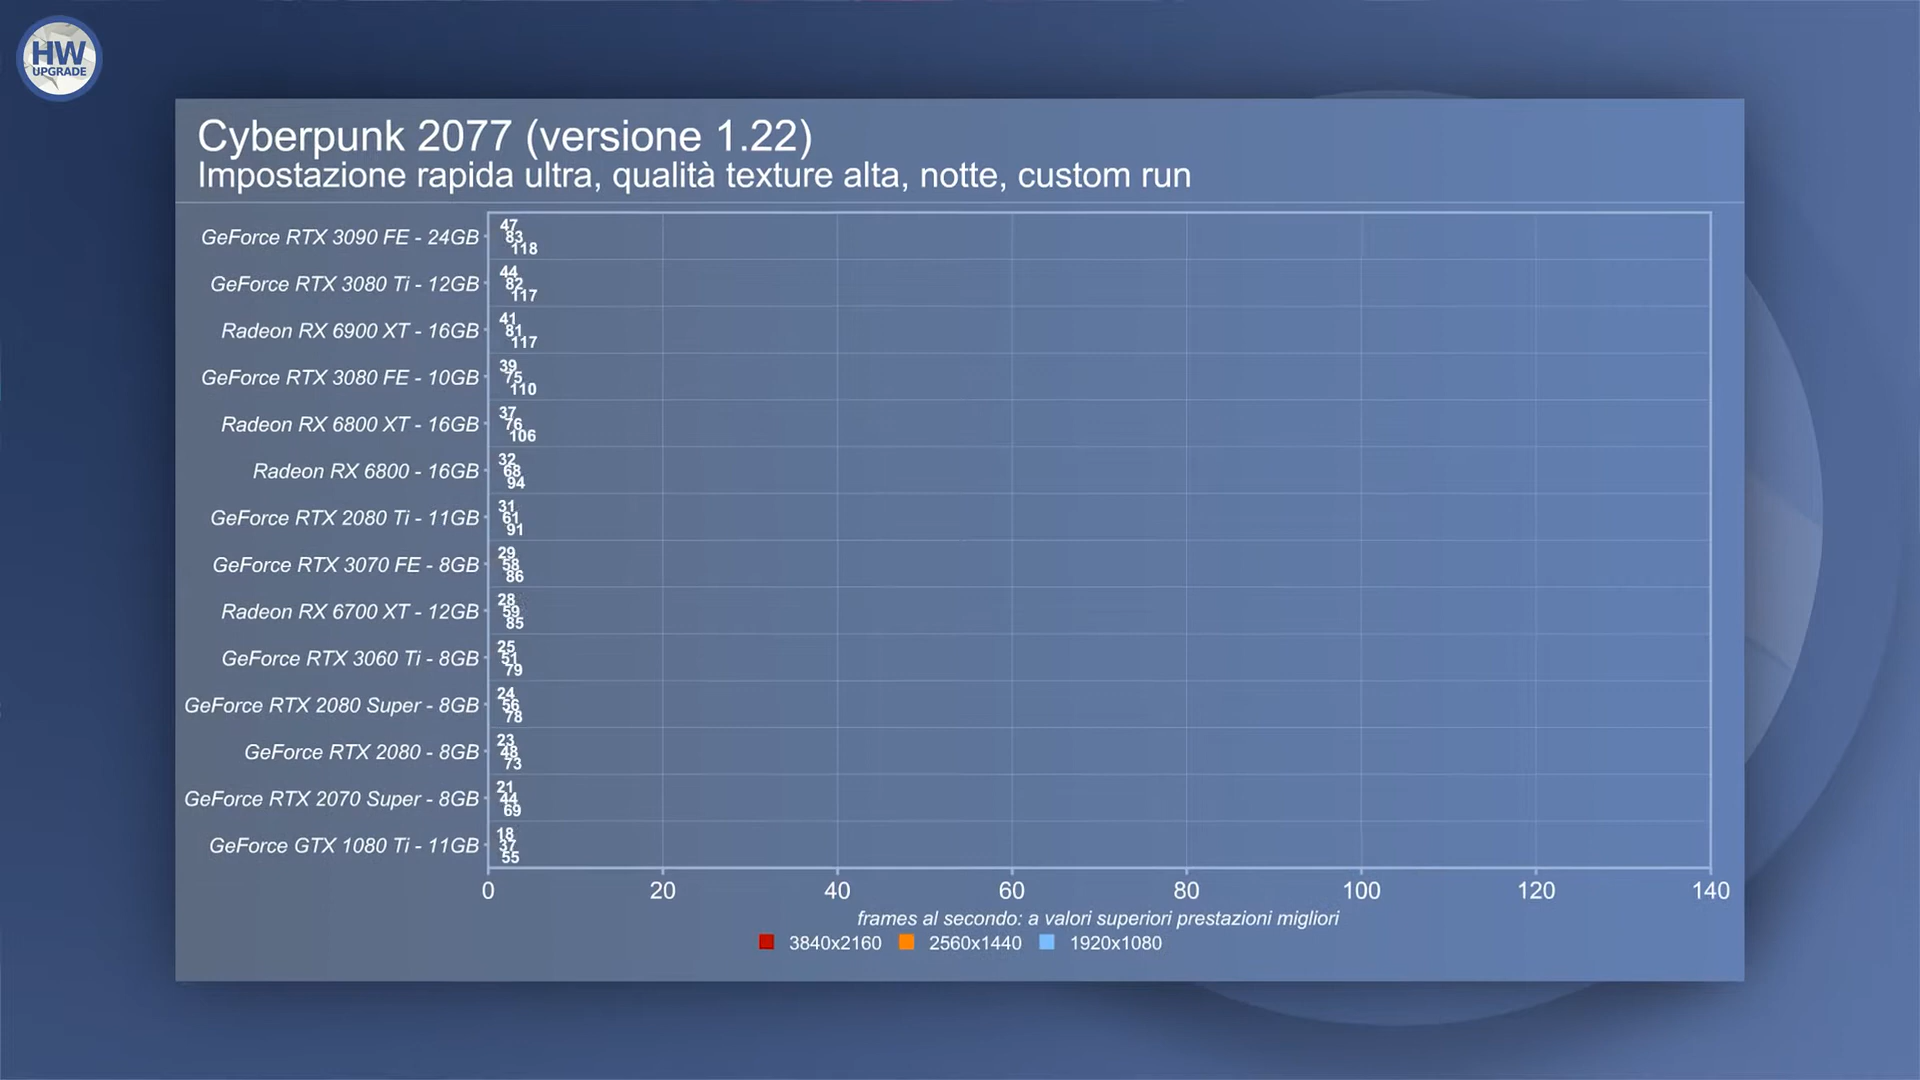 HW
UPGRADE
Cyberpunk 2077 (versione 1.22)
Impostazione rapida ultra, qualità texture alta, notte, custom run
GeForce RTX 3090 FE - 24GB
47
83
118
GeForce RTX 3080 Ti - 12GB
44
82
117
Radeon RX 6900 XT - 16GB
41
81
117
GeForce RTX 3080 FE - 10GB
39
75
110
Radeon RX 6800 XT - 16GB
37
76
106
Radeon RX 6800 - 16GB
32
68
94
GeForce RTX 2080 Ti - 11GB
31
61
91
GeForce RTX 3070 FE - 8GB
29
58
86
Radeon RX 6700 XT - 12GB
28
59
85
GeForce RTX 3060 Ti - 8GB
25
51
79
GeForce RTX 2080 Super - 8GB
24
56
78
GeForce RTX 2080 - 8GB
23
48
73
GeForce RTX 2070 Super - 8GB
21
44
69
GeForce GTX 1080 Ti - 11GB
18
37
55
0 20 40 60 80 100 120 140
frames al secondo: a valori superiori prestazioni migliori
3840x2160 2560x1440 1920x1080